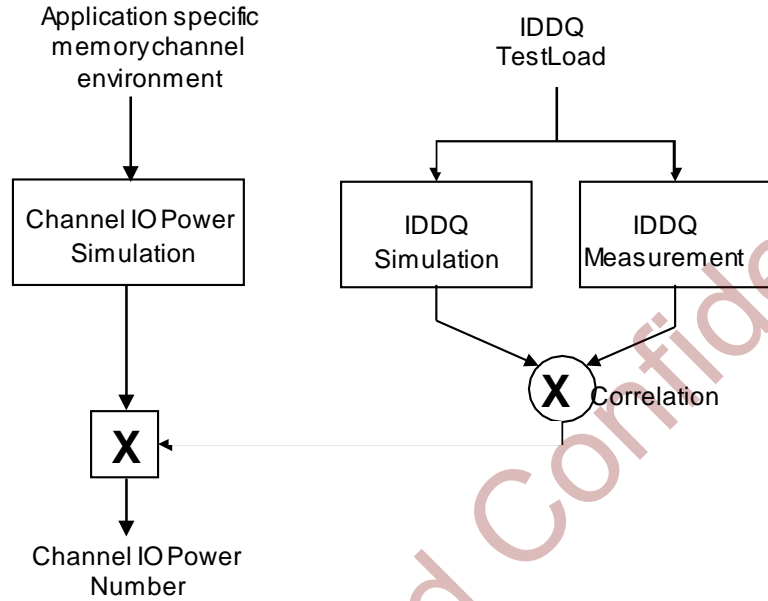 Application specific
memory channel
environment
IDDQ
TestLoad
Channel IO Power
Simulation
IDDQ
Simulation
IDDQ
Measurement
X
Correlation
X
Channel IO Power
Number
d Confide